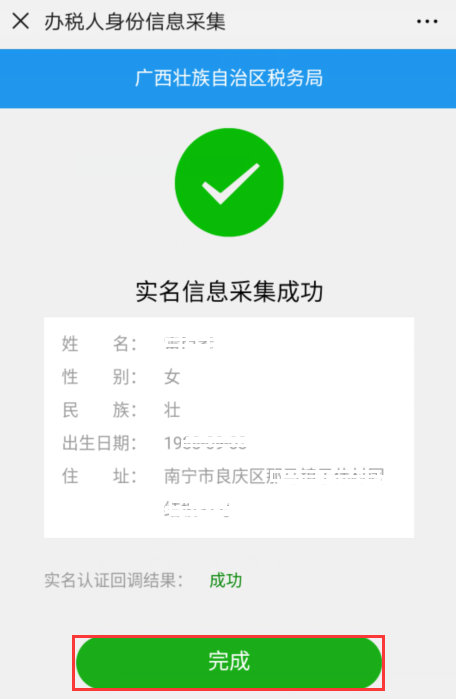 办税人身份信息采集
广西壮族自治区税务局
实名信息采集成功
姓 名：
性 别： 女
民 族： 壮
出生日期： 19
住 址： 南宁市良庆区
实名认证回调结果： 成功
完成